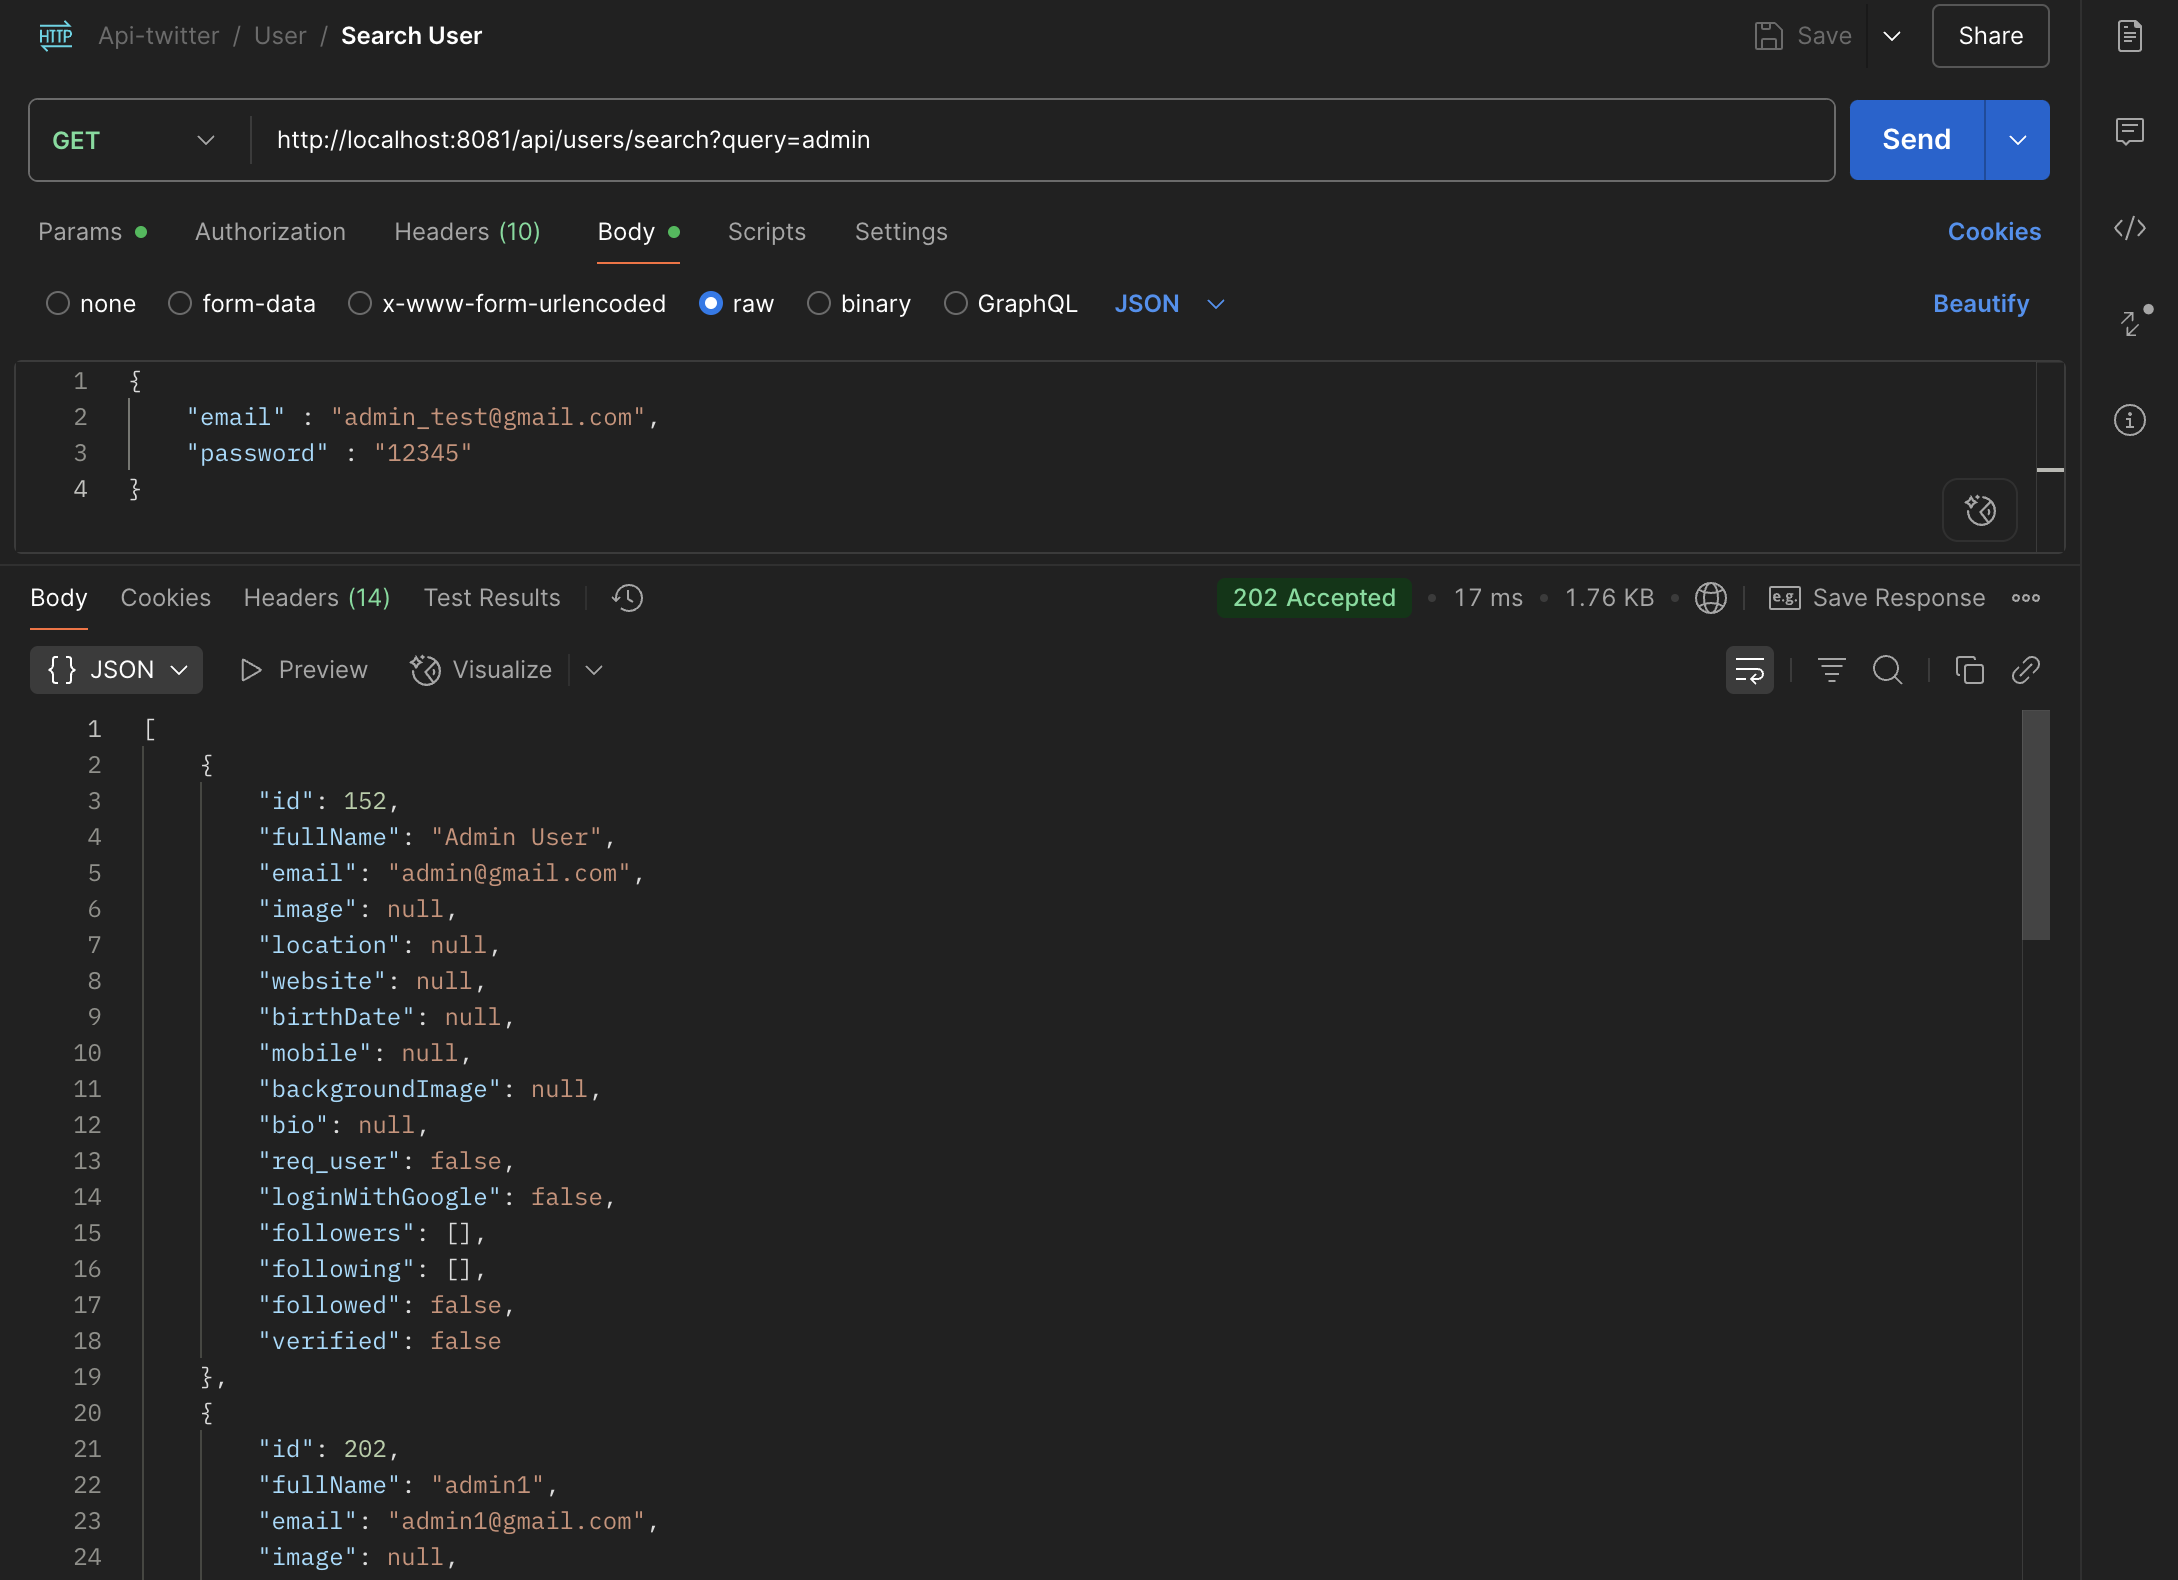 HTTP Api-twitter / User / Search User Save Share
GET http://localhost:8081/api/users/search?query=admin Send
Params Authorization Headers (10) Body Scripts Settings Cookies
none form-data x-www-form-urlencoded raw binary GraphQL JSON Beautify
1 {
2 "email" : "admin_test@gmail.com",
3 "password" : "12345"
4 }
Body Cookies Headers (14) Test Results 202 Accepted • 17 ms • 1.76 KB • e.g. Save Response
{} JSON Preview Visualize
1 [
2 {
3 "id": 152,
4 "fullName": "Admin User",
5 "email": "admin@gmail.com",
6 "image": null,
7 "location": null,
8 "website": null,
9 "birthDate": null,
10 "mobile": null,
11 "backgroundImage": null,
12 "bio": null,
13 "req_user": false,
14 "loginWithGoogle": false,
15 "followers": [],
16 "following": [],
17 "followed": false,
18 "verified": false
19 },
20 {
21 "id": 202,
22 "fullName": "admin1",
23 "email": "admin1@gmail.com",
24 "image": null,